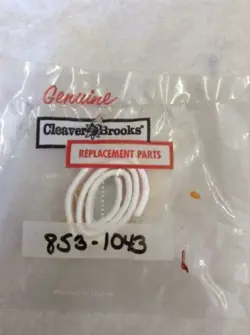 Genuine
Cleaver Brooks®
REPLACEMENT PARTS
853-1043